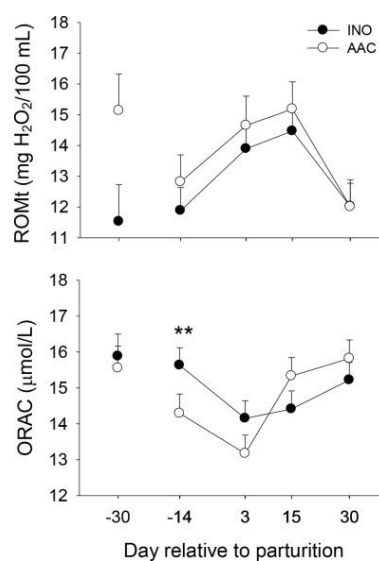 INO
AAC
ROMt (mg H₂O₂/100 mL)
18
17
16
15
14
13
12
11
ORAC (μmol/L)
18
17
16
15
14
13
12
**
-30 -14 3 15 30
Day relative to parturition